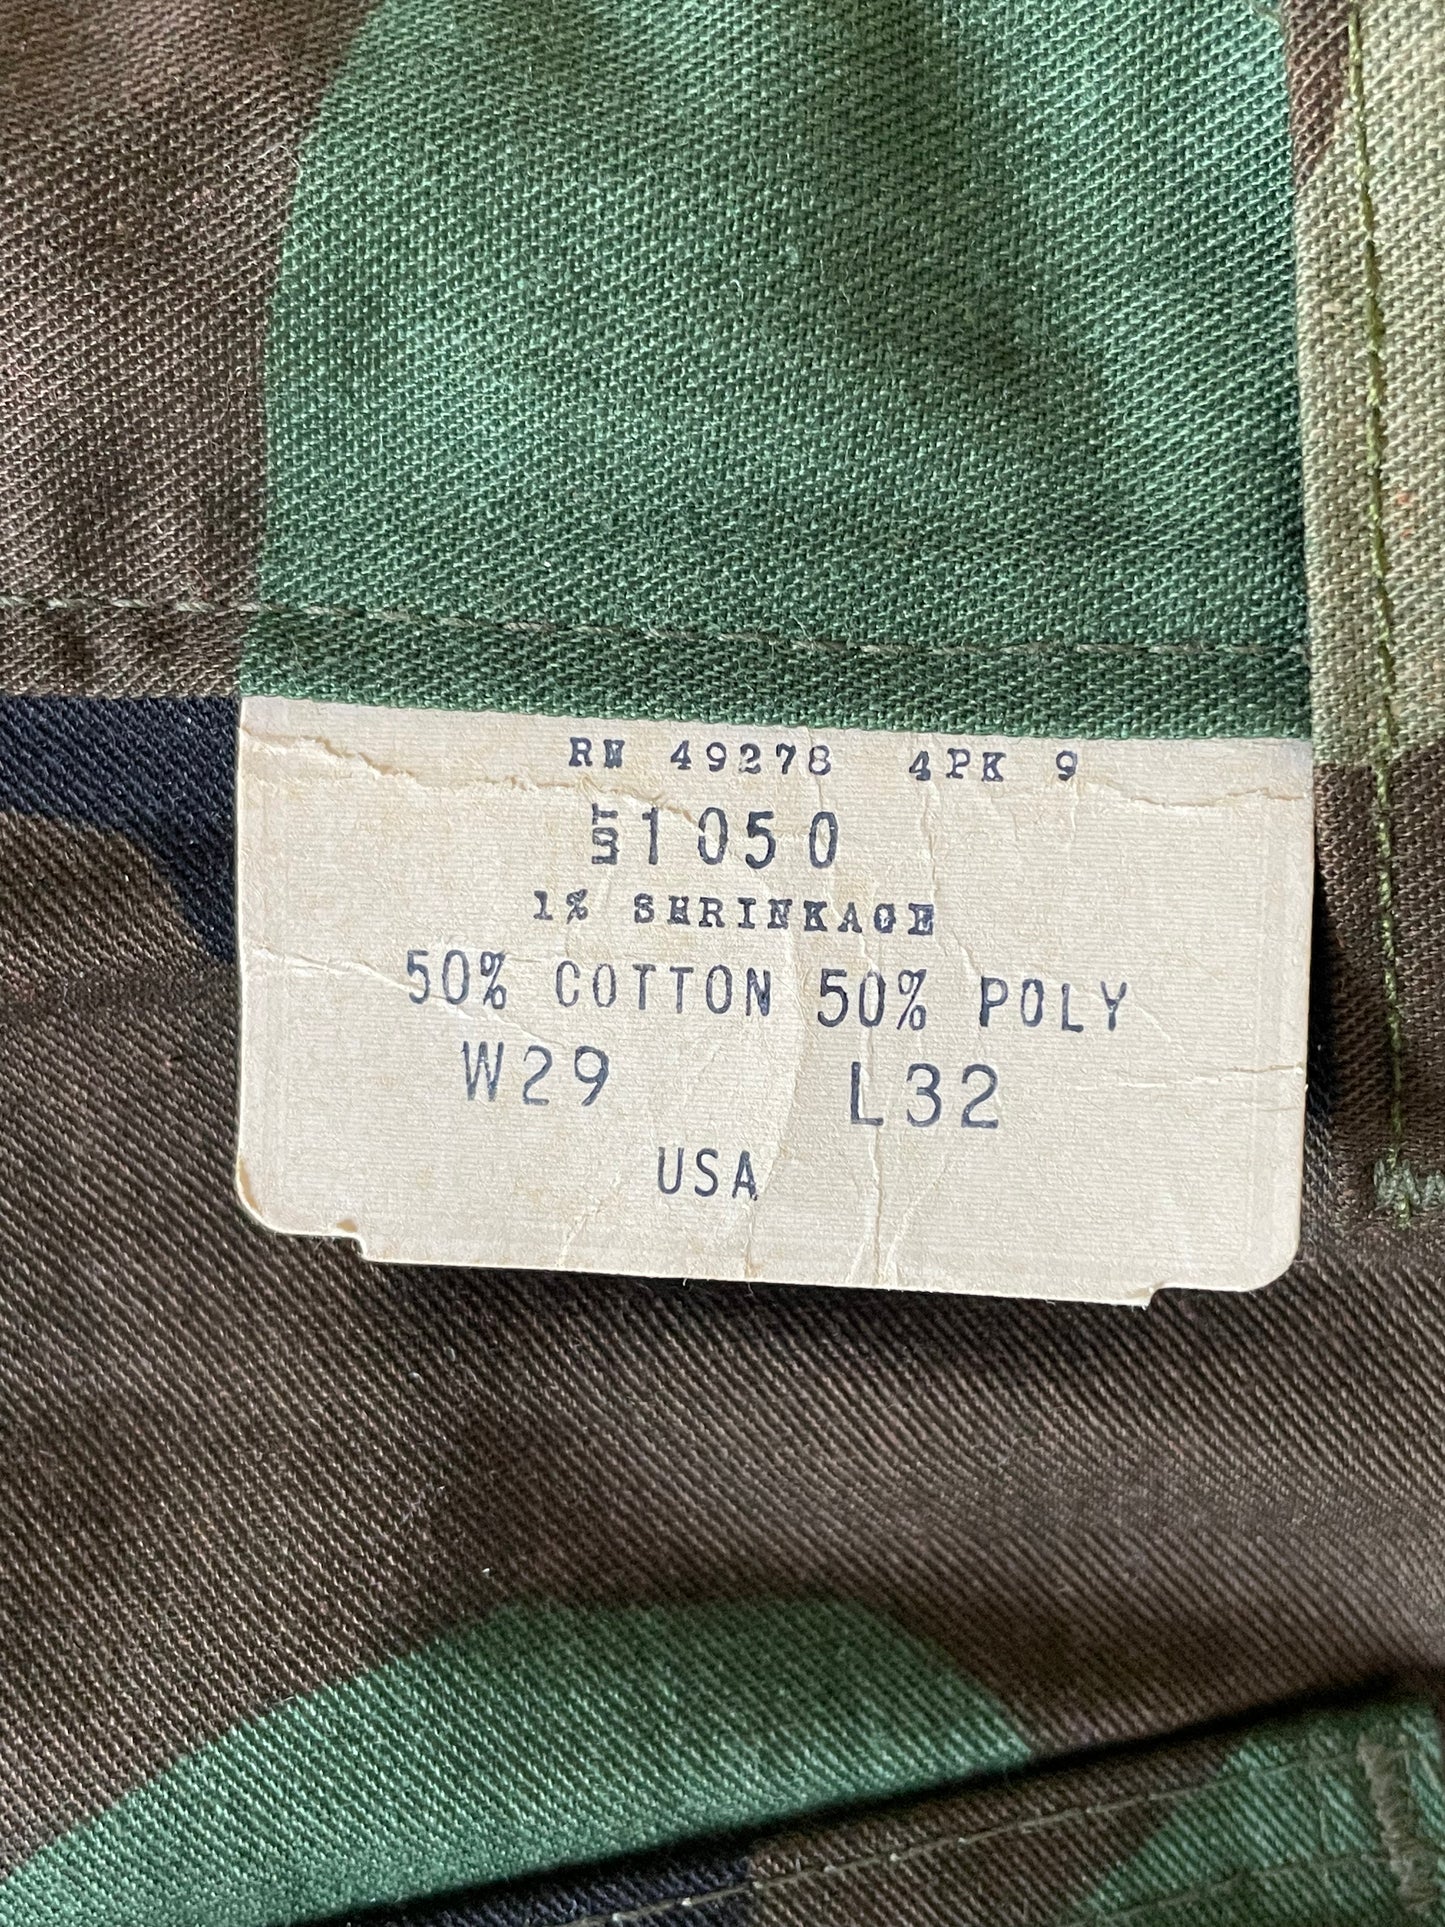 RN 49278 4PK 9
LOT 1050
1% SHRINKAGE
50% COTTON 50% POLY
W29 L32
USA